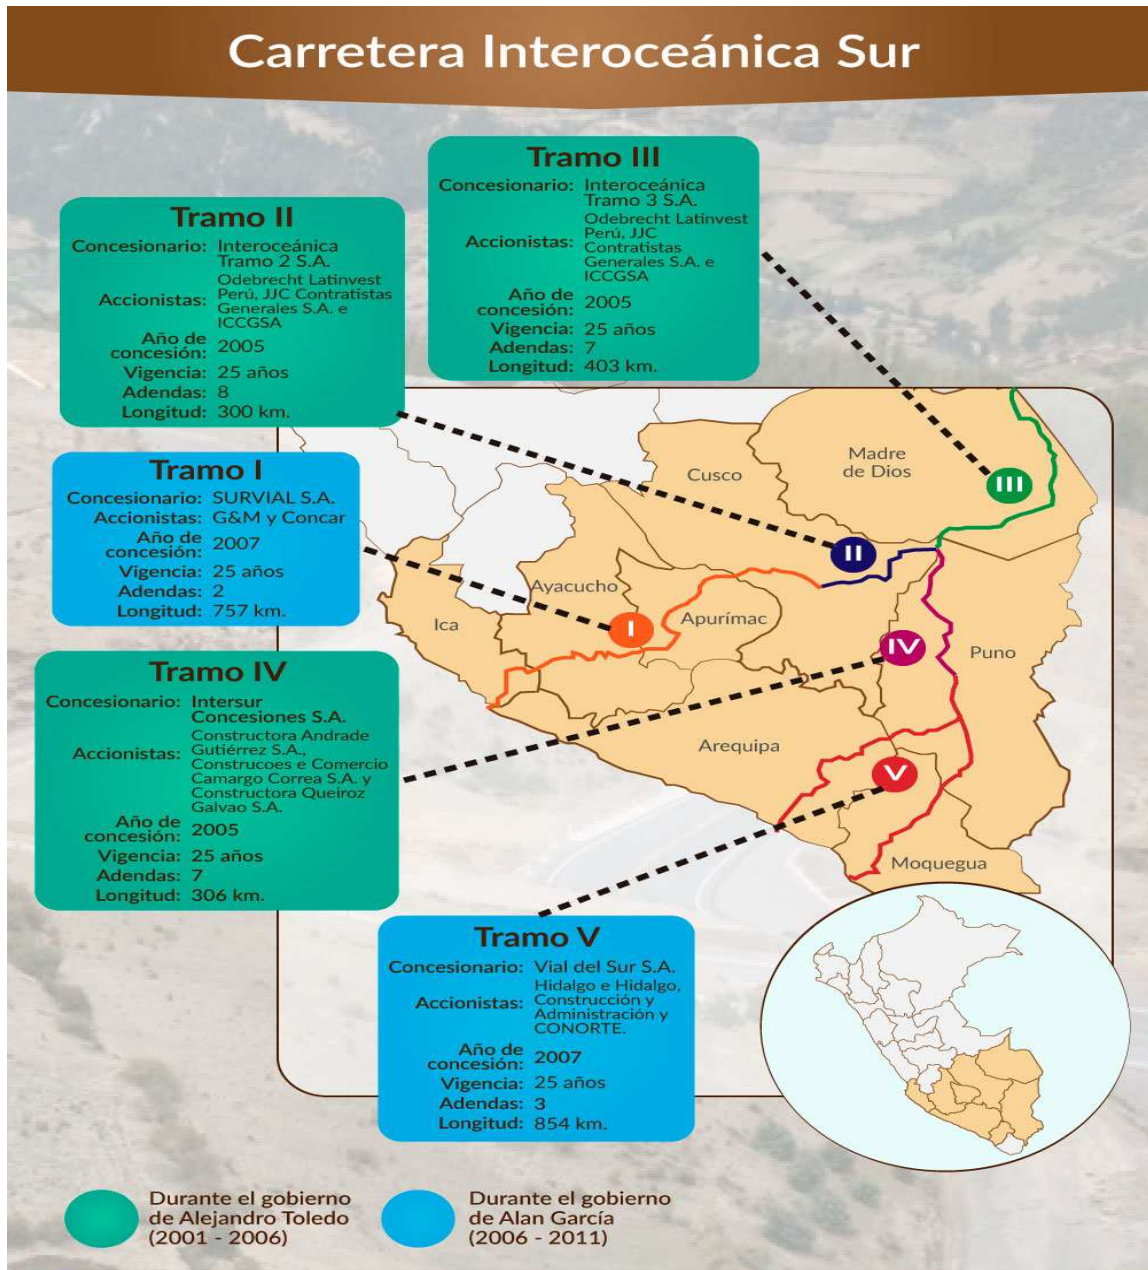 Carretera Interoceánica Sur
Tramo III
Concesionario: Interoceánica
Tramo 3 S.A.
Accionistas: Odebrecht Latinvest
Perú, JJC
Contratistas
Generales S.A. e
ICCGSA
Año de
concesión: 2005
Vigencia: 25 años
Adendas: 7
Longitud: 403 km.
Tramo II
Concesionario: Interoceánica
Tramo 2 S.A.
Accionistas: Odebrecht Latinvest
Perú, JJC Contratistas
Generales S.A. e
ICCGSA
Año de
concesión: 2005
Vigencia: 25 años
Adendas: 8
Longitud: 300 km.
Tramo I
Concesionario: SURVIAL S.A.
Accionistas: G&M y Concar
Año de
concesión: 2007
Vigencia: 25 años
Adendas: 2
Longitud: 757 km.
Tramo IV
Concesionario: Intersur
Concesiones S.A.
Accionistas: Constructora Andrade
Gutiérrez S.A.,
Construcoes e Comercio
Camargo Correa S.A. y
Constructora Queiroz
Galvao S.A.
Año de
concesión: 2005
Vigencia: 25 años
Adendas: 7
Longitud: 306 km.
Tramo V
Concesionario: Vial del Sur S.A.
Accionistas: Hidalgo e Hidalgo,
Construcción y
Administración y
CONORTE.
Año de
concesión: 2007
Vigencia: 25 años
Adendas: 3
Longitud: 854 km.
Cusco
Madre
de Dios
III
II
Ayacucho
Ica
I
Apurímac
IV
Puno
Arequipa
V
Moquegua
Durante el gobierno
de Alejandro Toledo
(2001 - 2006)
Durante el gobierno
de Alan García
(2006 - 2011)